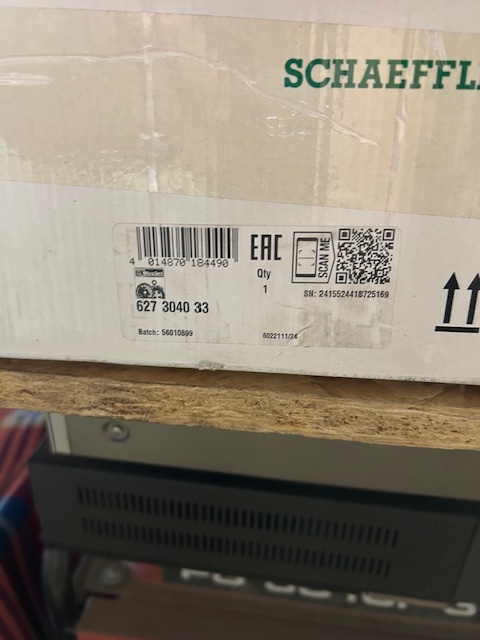 SCHAEFFL
4 014870 184490
EAC
Qty
1
SCAN ME
SN: 2415524418725169
627 3040 33
Batch: 56010899
6022111/24